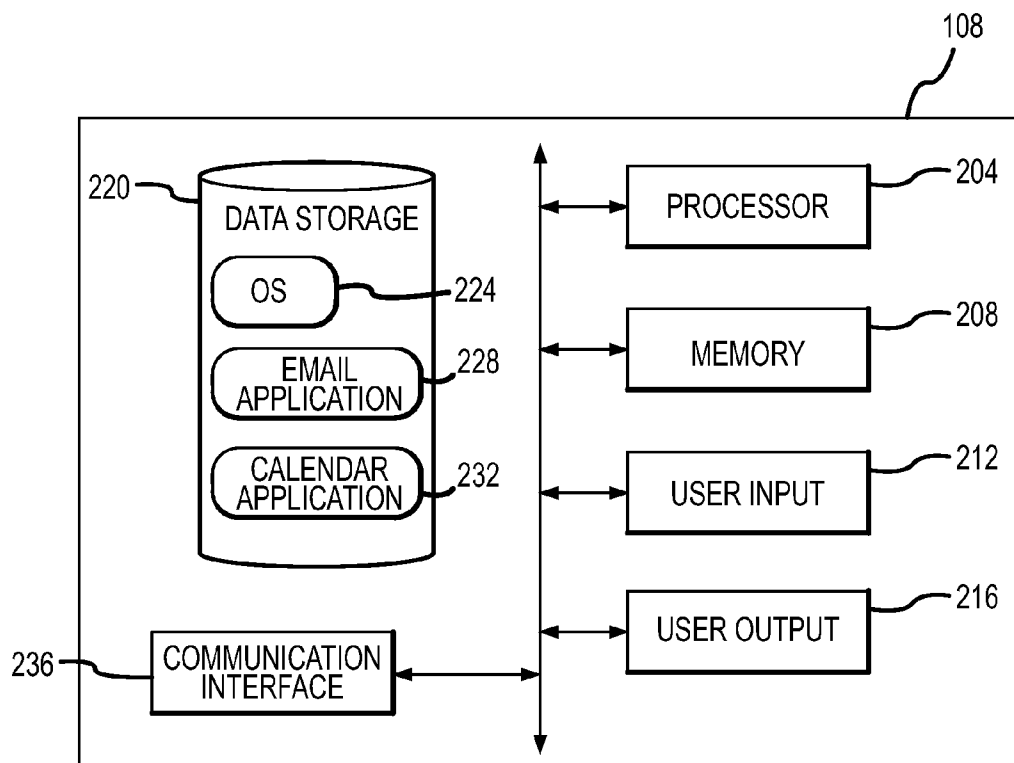 108
220
DATA STORAGE
OS
224
EMAIL
APPLICATION
228
CALENDAR
APPLICATION
232
236
COMMUNICATION
INTERFACE
PROCESSOR
204
MEMORY
208
USER INPUT
212
USER OUTPUT
216